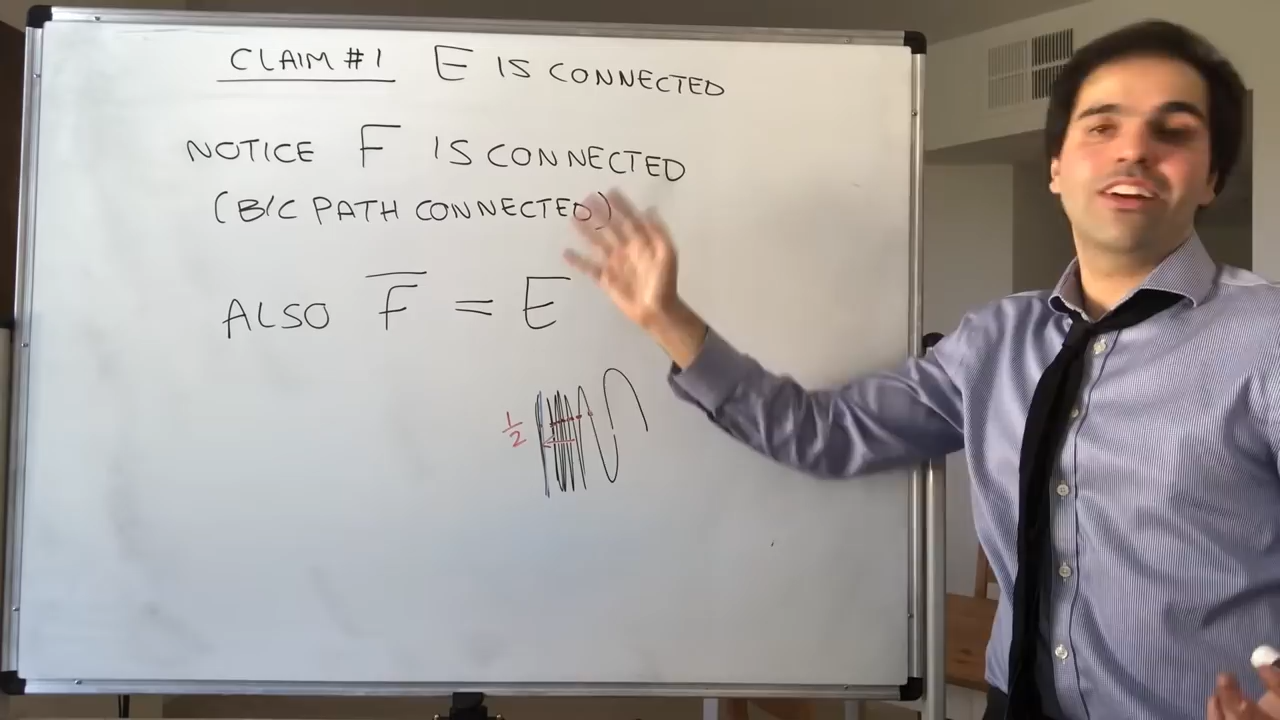 CLAIM #1 E IS CONNECTED
NOTICE F IS CONNECTED
(B/C PATH CONNECTED)
ALSO F̅ = E
1/2